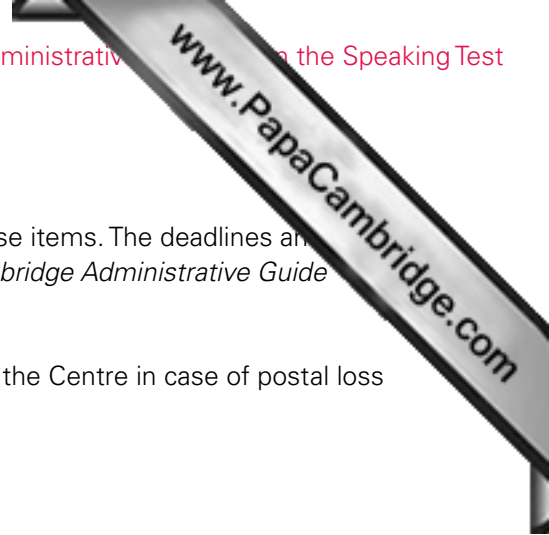 ministrativ n the Speaking Test
www.PapaCambridge.com
se items. The deadlines an
bridge Administrative Guide
the Centre in case of postal loss